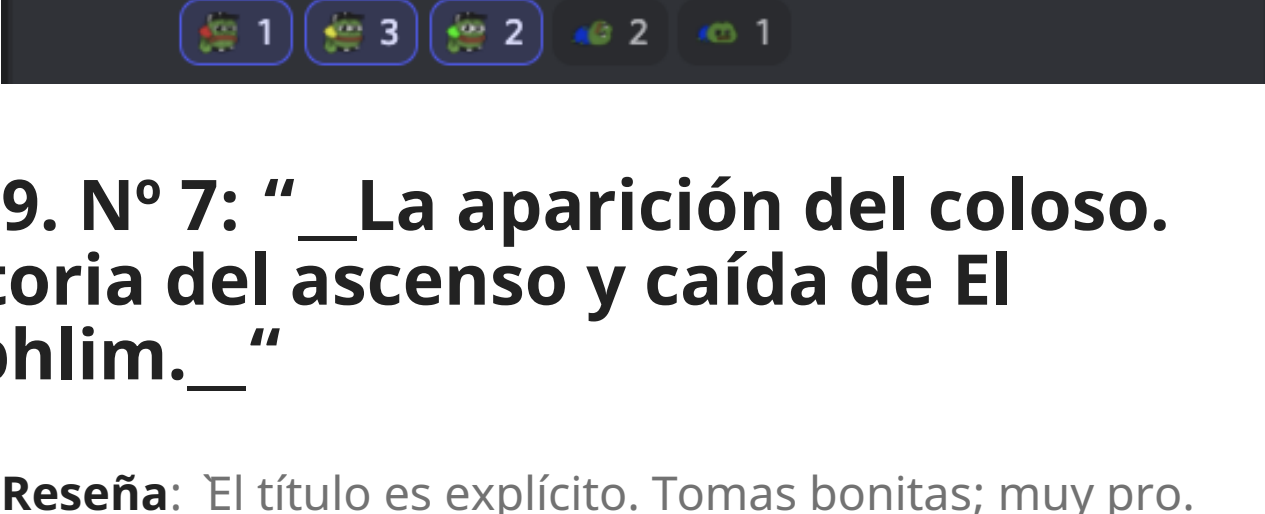 1 3 2 2 1
9. Nº 7: “__La aparición del coloso.
toria del ascenso y caída de El
ohlim.__“
Reseña: `El título es explícito. Tomas bonitas; muy pro.